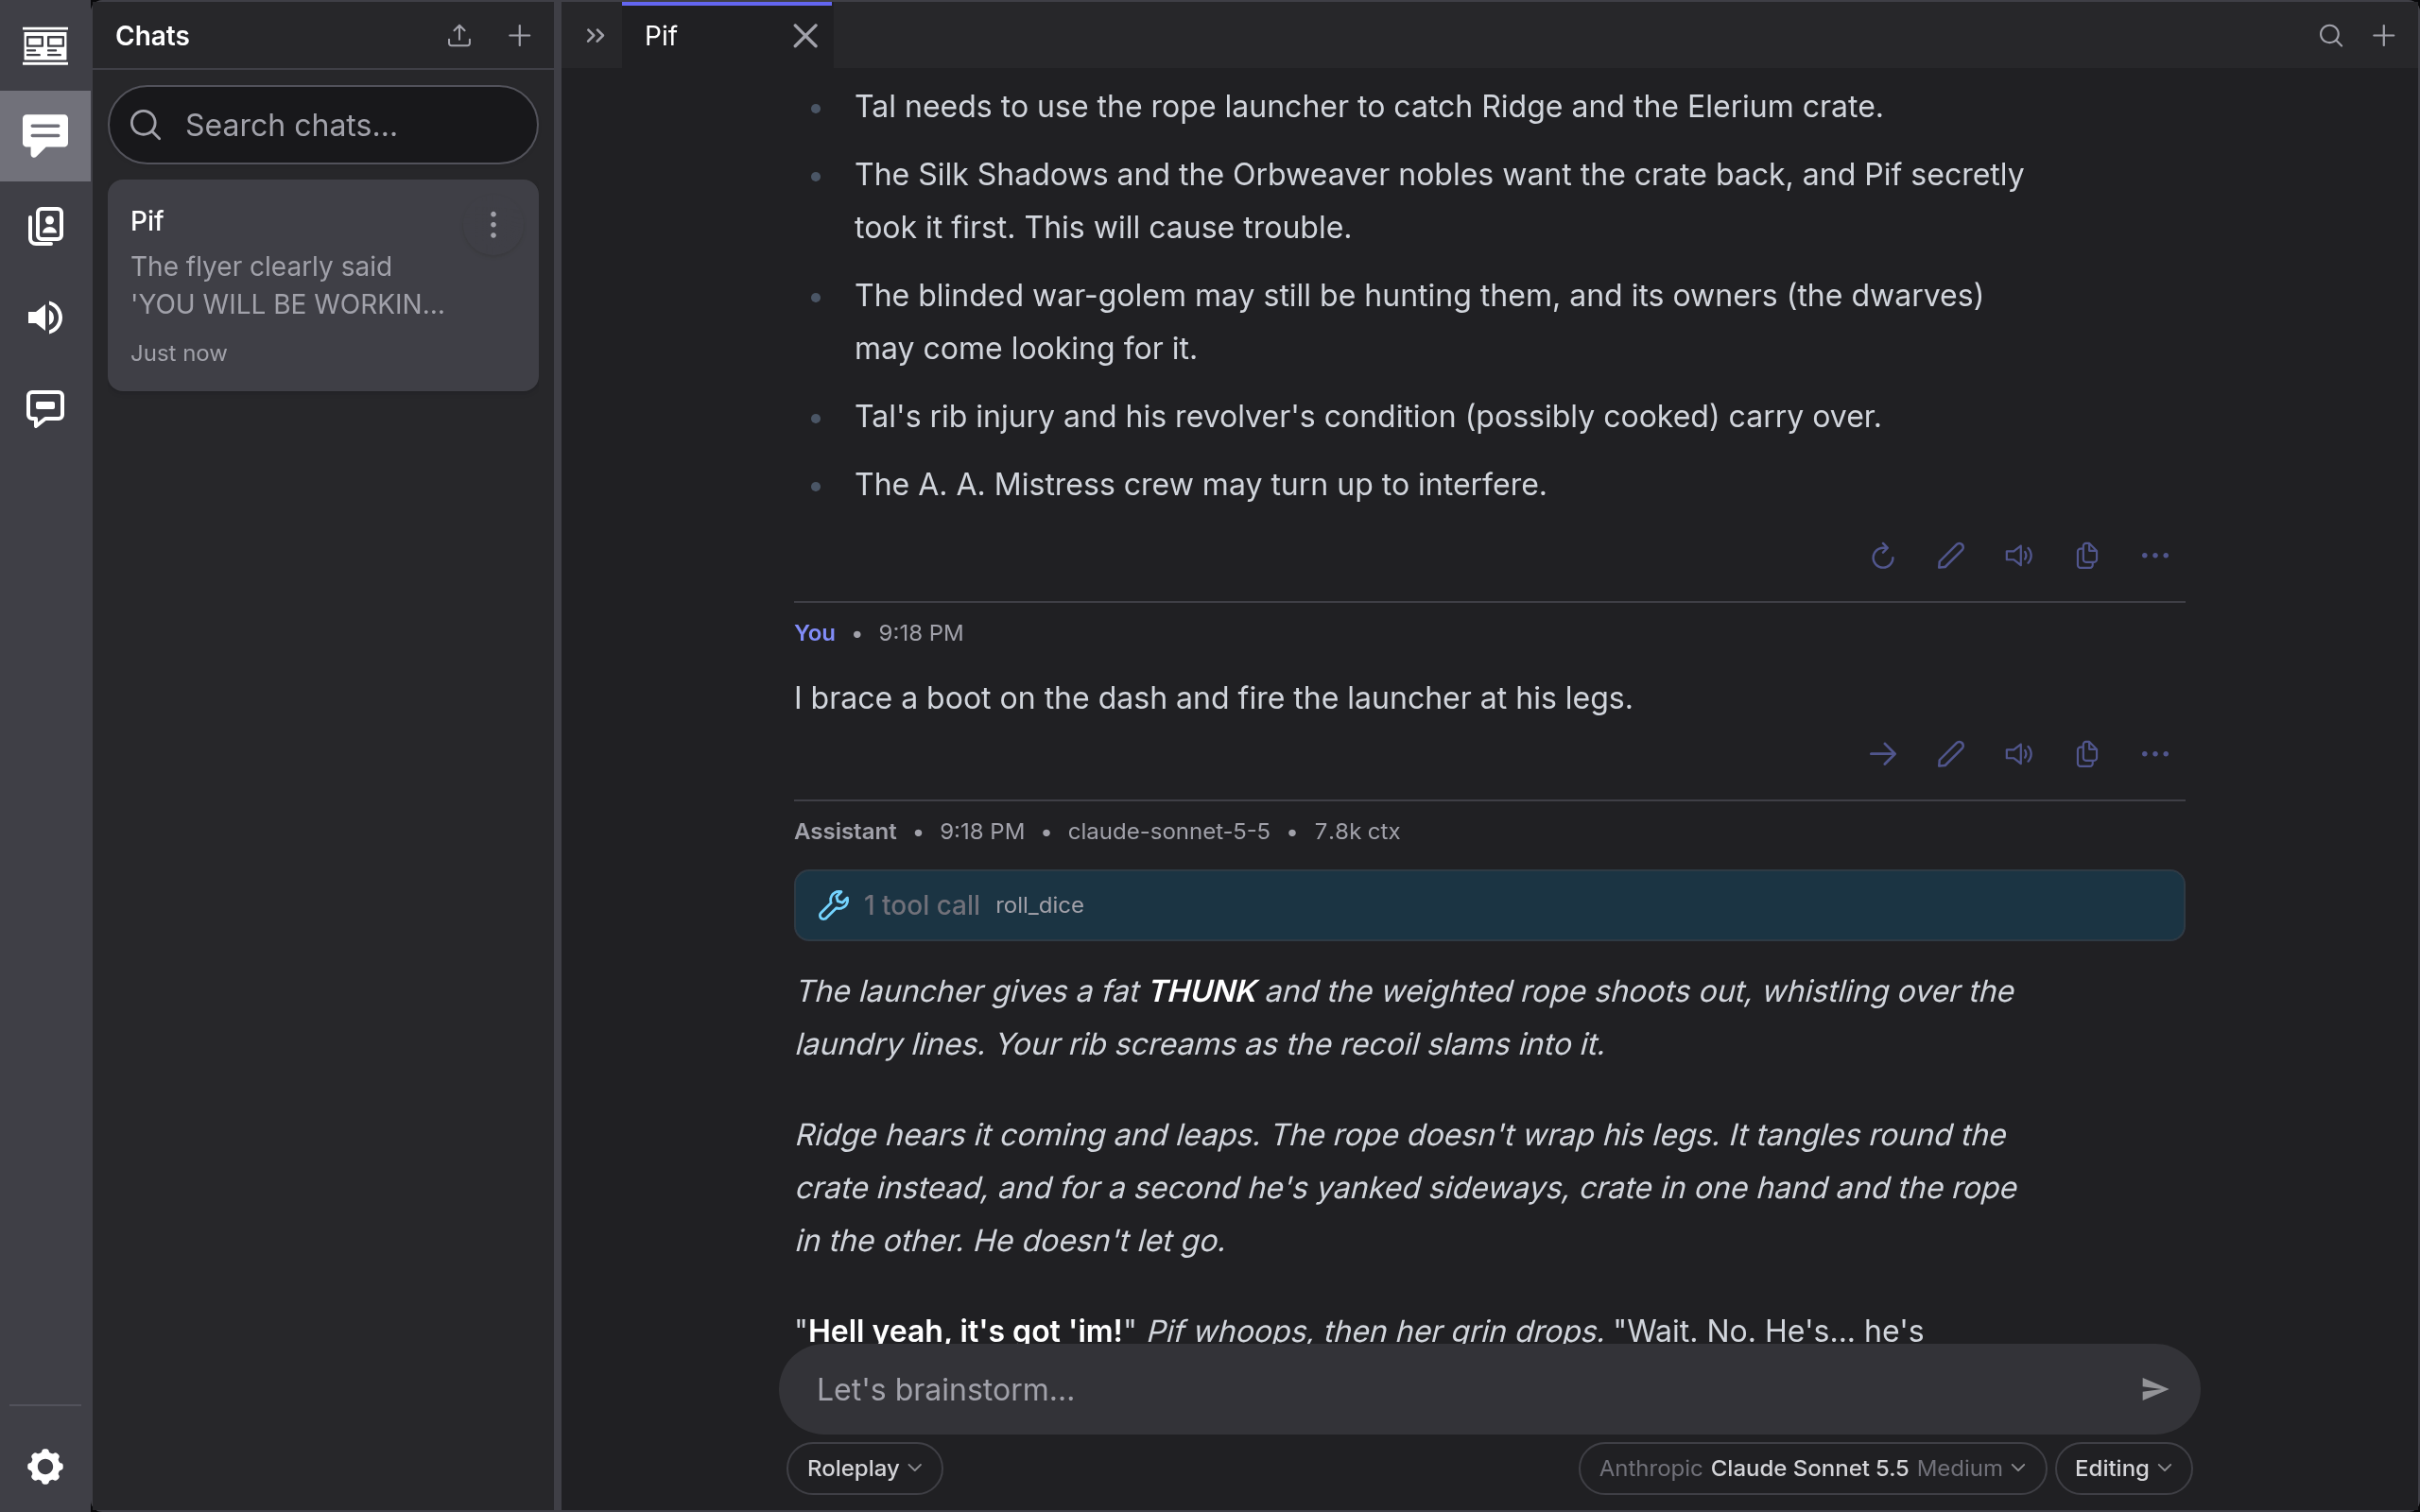 Chats
Search chats...
Pif
The flyer clearly said
'YOU WILL BE WORKIN...
Just now
Pif
Tal needs to use the rope launcher to catch Ridge and the Elerium crate.
The Silk Shadows and the Orbweaver nobles want the crate back, and Pif secretly
took it first. This will cause trouble.
The blinded war-golem may still be hunting them, and its owners (the dwarves)
may come looking for it.
Tal's rib injury and his revolver's condition (possibly cooked) carry over.
The A. A. Mistress crew may turn up to interfere.
You • 9:18 PM
I brace a boot on the dash and fire the launcher at his legs.
Assistant • 9:18 PM • claude-sonnet-5-5 • 7.8k ctx
1 tool call roll_dice
The launcher gives a fat THUNK and the weighted rope shoots out, whistling over the
laundry lines. Your rib screams as the recoil slams into it.
Ridge hears it coming and leaps. The rope doesn't wrap his legs. It tangles round the
crate instead, and for a second he's yanked sideways, crate in one hand and the rope
in the other. He doesn't let go.
"Hell yeah, it's got 'im!" Pif whoops, then her grin drops. "Wait. No. He's... he's
Let's brainstorm...
Roleplay
Anthropic Claude Sonnet 5.5 Medium
Editing